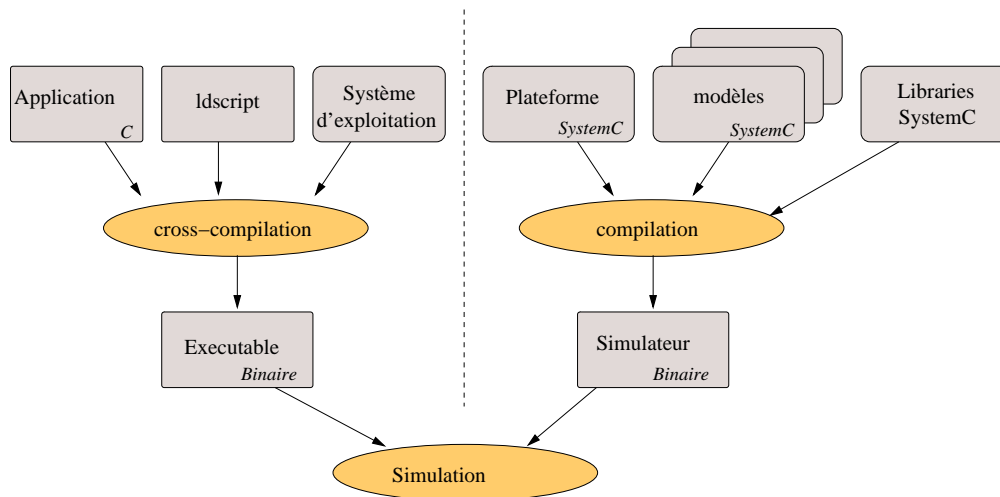 Application
C
ldscript
Système
d'exploitation
Plateforme
SystemC
modèles
SystemC
Libraries
SystemC
cross−compilation
compilation
Executable
Binaire
Simulateur
Binaire
Simulation